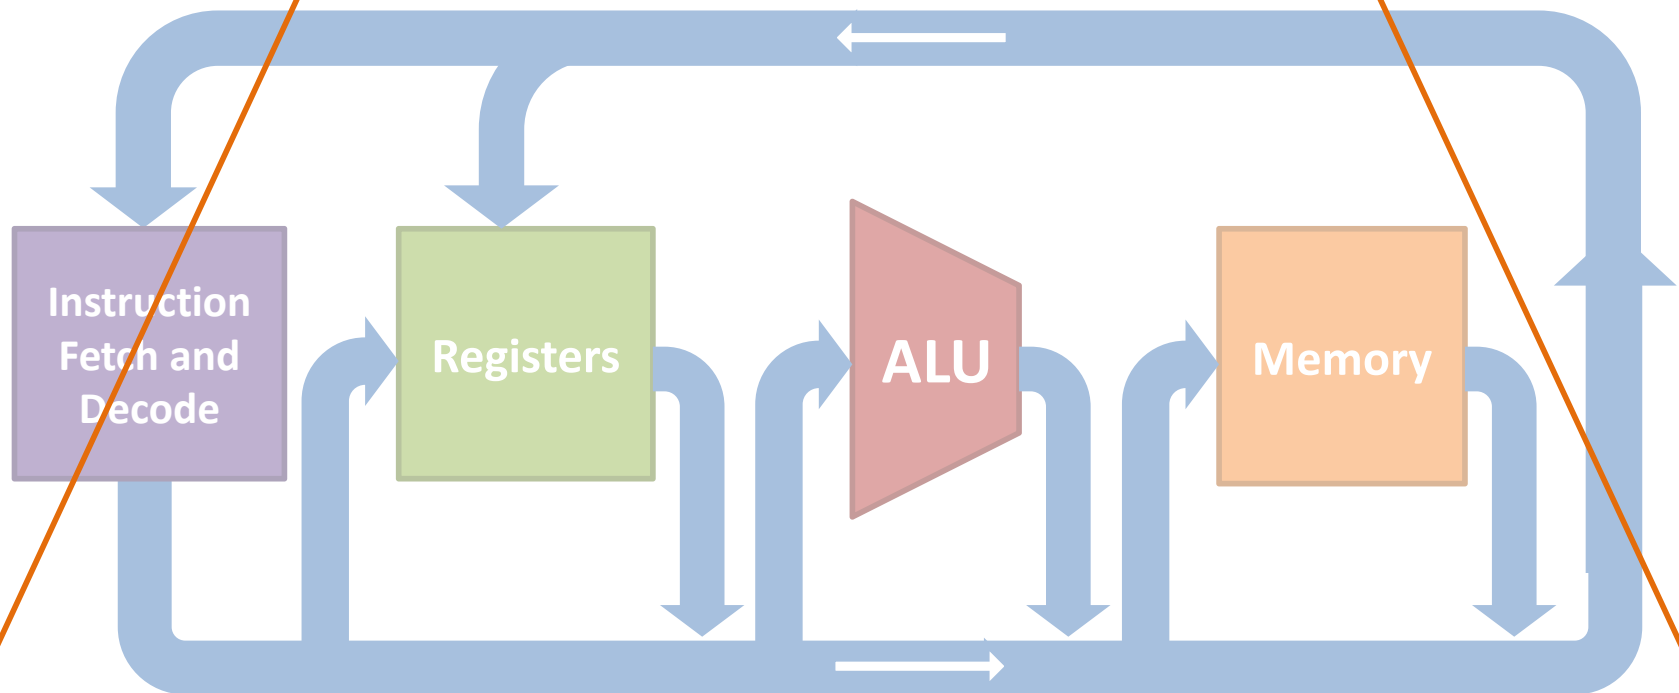 Instruction
Fetch and
Decode
Registers
ALU
Memory